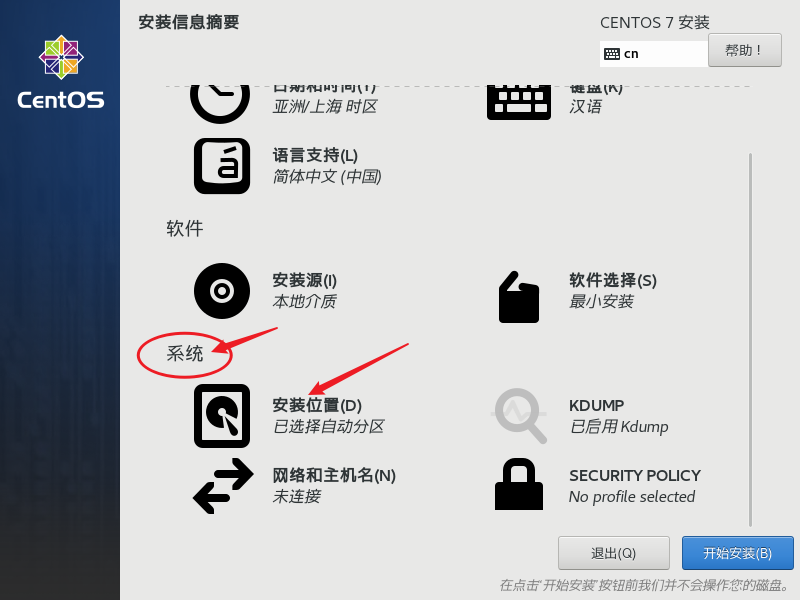 安装信息摘要
CENTOS 7 安装
cn
帮助！
CentOS
日期和时间(T)
亚洲/上海 时区
键盘(K)
汉语
语言支持(L)
简体中文 (中国)
软件
安装源(I)
本地介质
软件选择(S)
最小安装
系统
安装位置(D)
已选择自动分区
KDUMP
已启用 Kdump
网络和主机名(N)
未连接
SECURITY POLICY
No profile selected
退出(Q)
开始安装(B)
在点击“开始安装”按钮前我们并不会操作您的磁盘。